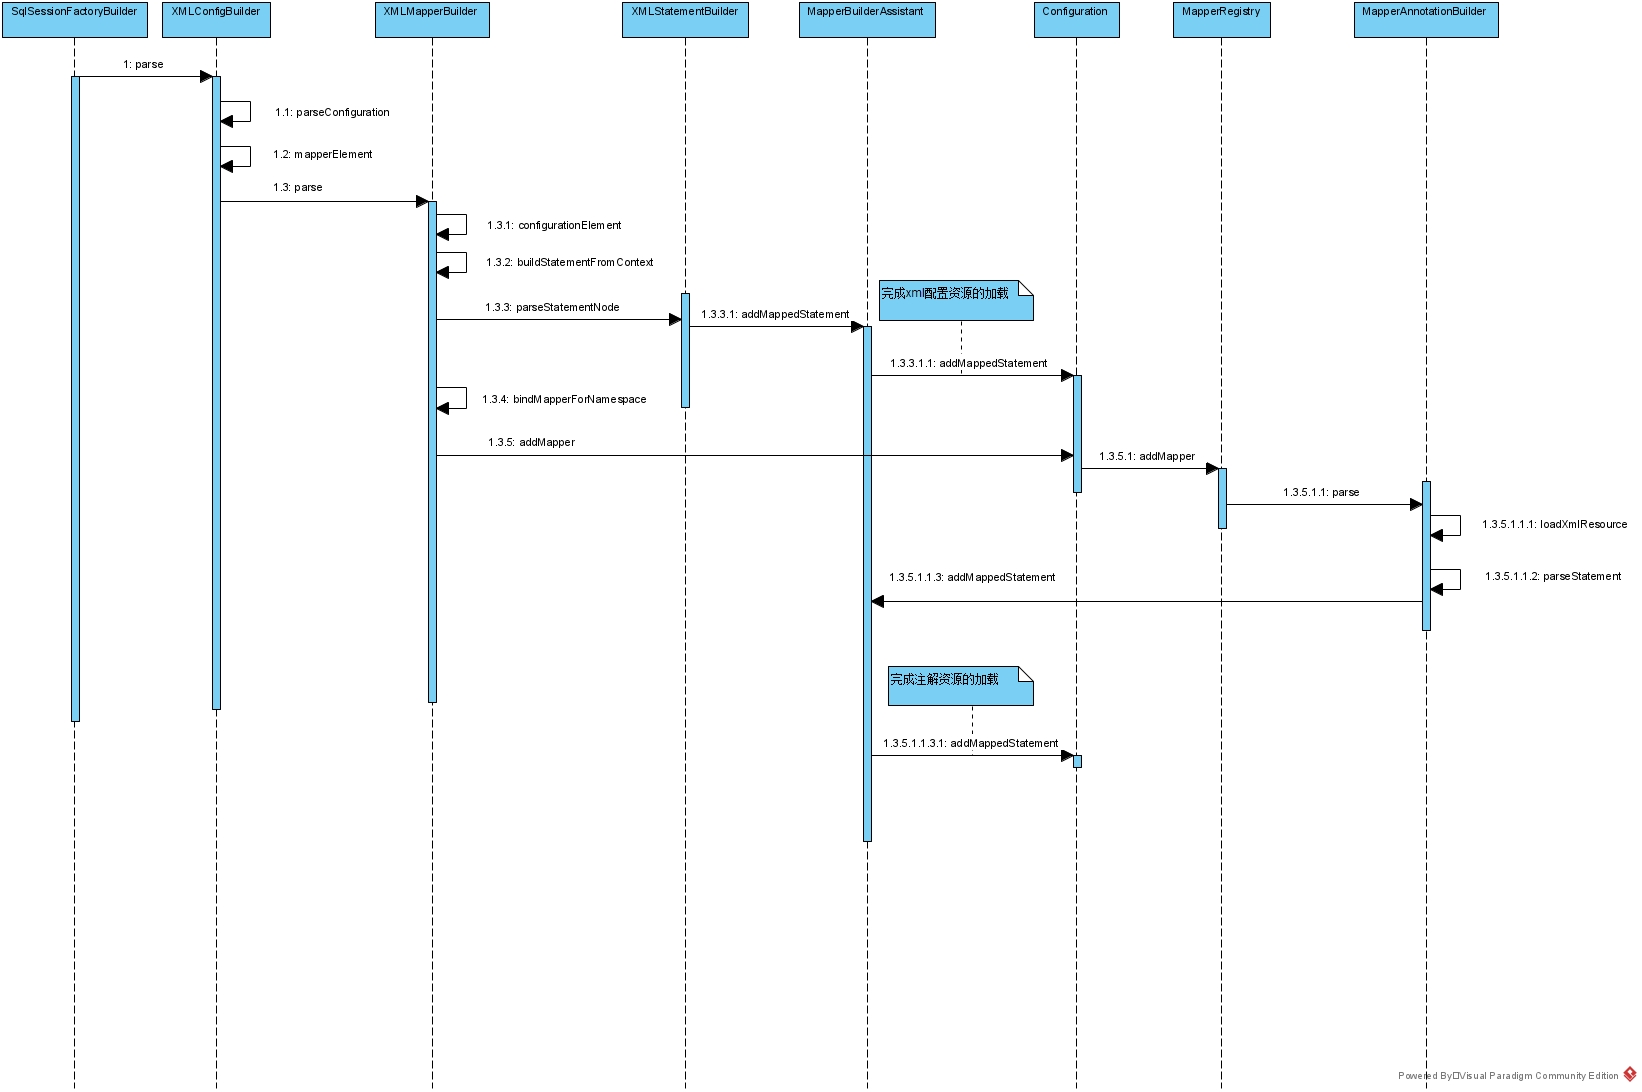 SqlSessionFactoryBuilder
XMLConfigBuilder
XMLMapperBuilder
XMLStatementBuilder
MapperBuilderAssistant
Configuration
MapperRegistry
MapperAnnotationBuilder
1: parse
1.1: parseConfiguration
1.2: mapperElement
1.3: parse
1.3.1: configurationElement
1.3.2: buildStatementFromContext
完成xml配置资源的加载
1.3.3: parseStatementNode
1.3.3.1: addMappedStatement
1.3.3.1.1: addMappedStatement
1.3.4: bindMapperForNamespace
1.3.5: addMapper
1.3.5.1: addMapper
1.3.5.1.1: parse
1.3.5.1.1.1: loadXmlResource
1.3.5.1.1.2: parseStatement
1.3.5.1.1.3: addMappedStatement
完成注解资源的加载
1.3.5.1.1.3.1: addMappedStatement
Powered By Visual Paradigm Community Edition